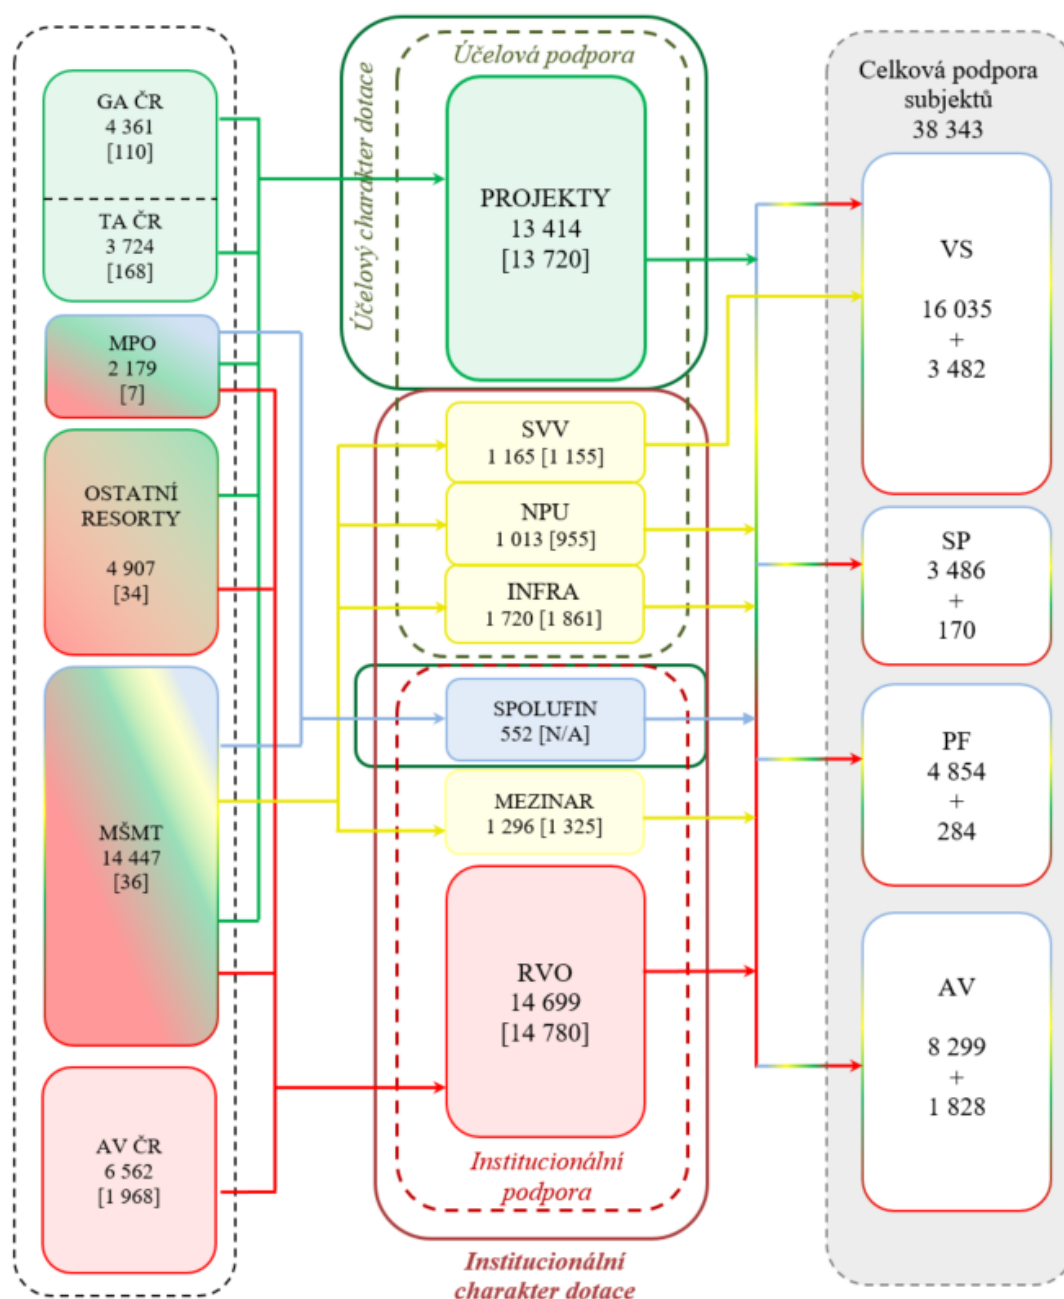 GA ČR
4 361
[110]
TA ČR
3 724
[168]
MPO
2 179
[7]
OSTATNÍ
RESORTY
4 907
[34]
MŠMT
14 447
[36]
AV ČR
6 562
[1 968]
Účelový charakter dotace
Účelová podpora
PROJEKTY
13 414
[13 720]
SVV
1 165 [1 155]
NPU
1 013 [955]
INFRA
1 720 [1 861]
SPOLUFIN
552 [N/A]
MEZINAR
1 296 [1 325]
RVO
14 699
[14 780]
Institucionální
podpora
Institucionální
charakter dotace
Celková podpora
subjektů
38 343
VS
16 035
+
3 482
SP
3 486
+
170
PF
4 854
+
284
AV
8 299
+
1 828